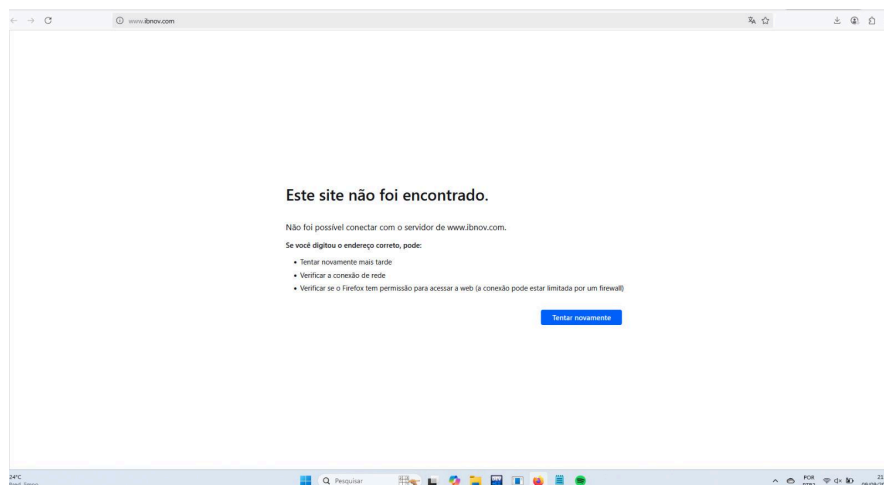 www.ibnov.com
Este site não foi encontrado.
Não foi possível conectar com o servidor de www.ibnov.com.
Se você digitou o endereço correto, pode:
• Tentar novamente mais tarde
• Verificar a conexão de rede
• Verificar se o Firefox tem permissão para acessar a web (a conexão pode estar limitada por um firewall)
Tentar novamente
24°C
Pesquisar
POR